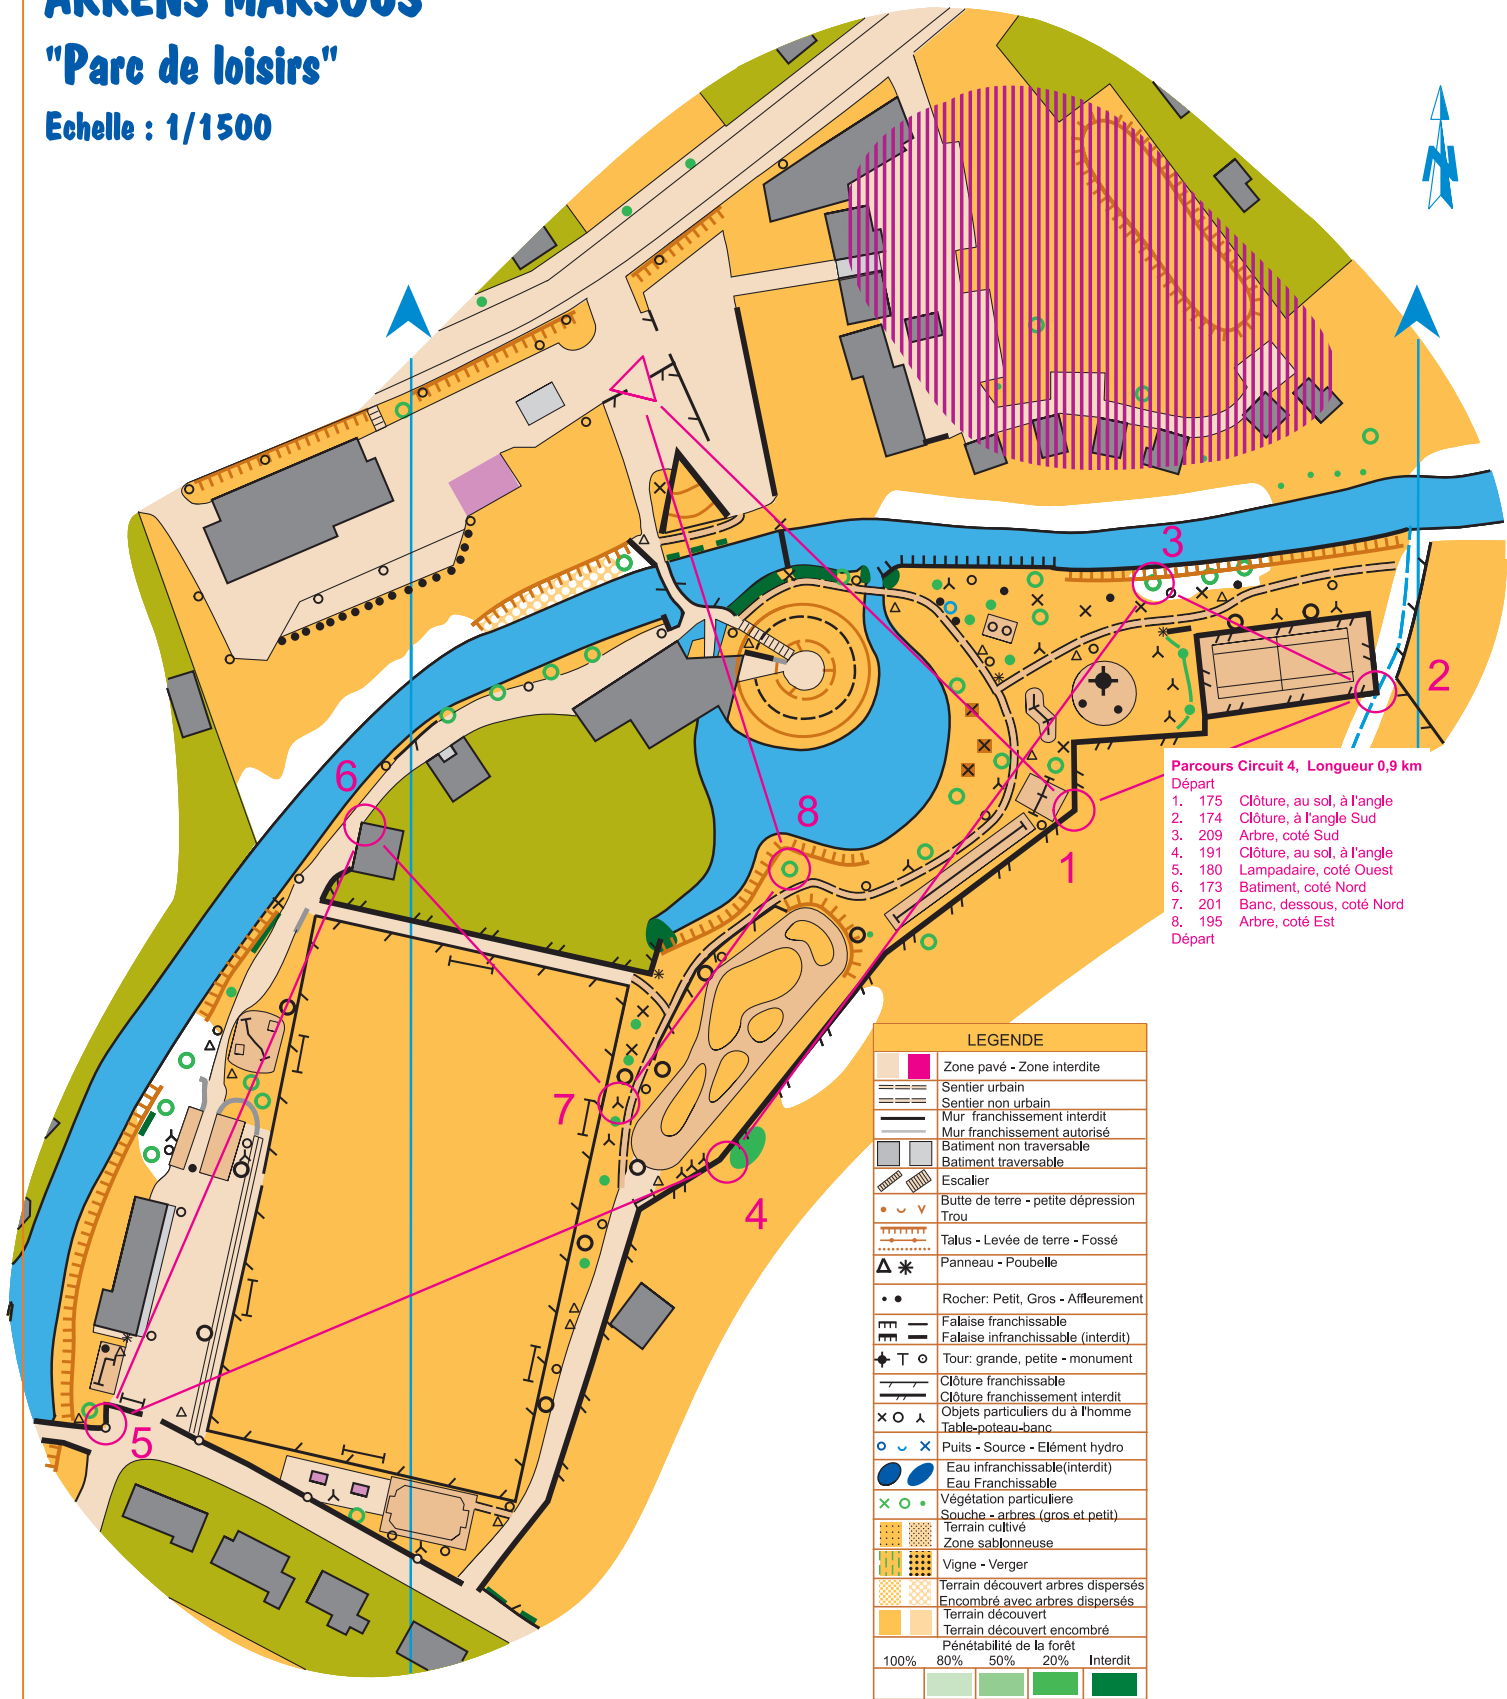 ARRENS MARSOUS
"Parc de loisirs"
Echelle : 1/1500
N
3
2
6
8
1
7
4
5
Parcours Circuit 4, Longueur 0,9 km
Départ
1. 175 Clôture, au sol, à l'angle
2. 174 Clôture, à l'angle Sud
3. 209 Arbre, coté Sud
4. 191 Clôture, au sol, à l'angle
5. 180 Lampadaire, coté Ouest
6. 173 Batiment, coté Nord
7. 201 Banc, dessous, coté Nord
8. 195 Arbre, coté Est
Départ
LEGENDE
Zone pavé - Zone interdite
Sentier urbain
Sentier non urbain
Mur franchissement interdit
Mur franchissement autorisé
Batiment non traversable
Batiment traversable
Escalier
Butte de terre - petite dépression
Trou
Talus - Levée de terre - Fossé
Panneau - Poubelle
Rocher: Petit, Gros - Affleurement
Falaise franchissable
Falaise infranchissable (interdit)
Tour: grande, petite - monument
Clôture franchissable
Clôture franchissement interdit
Objets particuliers du à l'homme
Table-poteau-banc
Puits - Source - Elément hydro
Eau infranchissable(interdit)
Eau Franchissable
Végétation particuliere
Souche - arbres (gros et petit)
Terrain cultivé
Zone sablonneuse
Vigne - Verger
Terrain découvert arbres dispersés
Encombré avec arbres dispersés
Terrain découvert
Terrain découvert encombré
Pénétabilité de la forêt
100% 80% 50% 20% Interdit